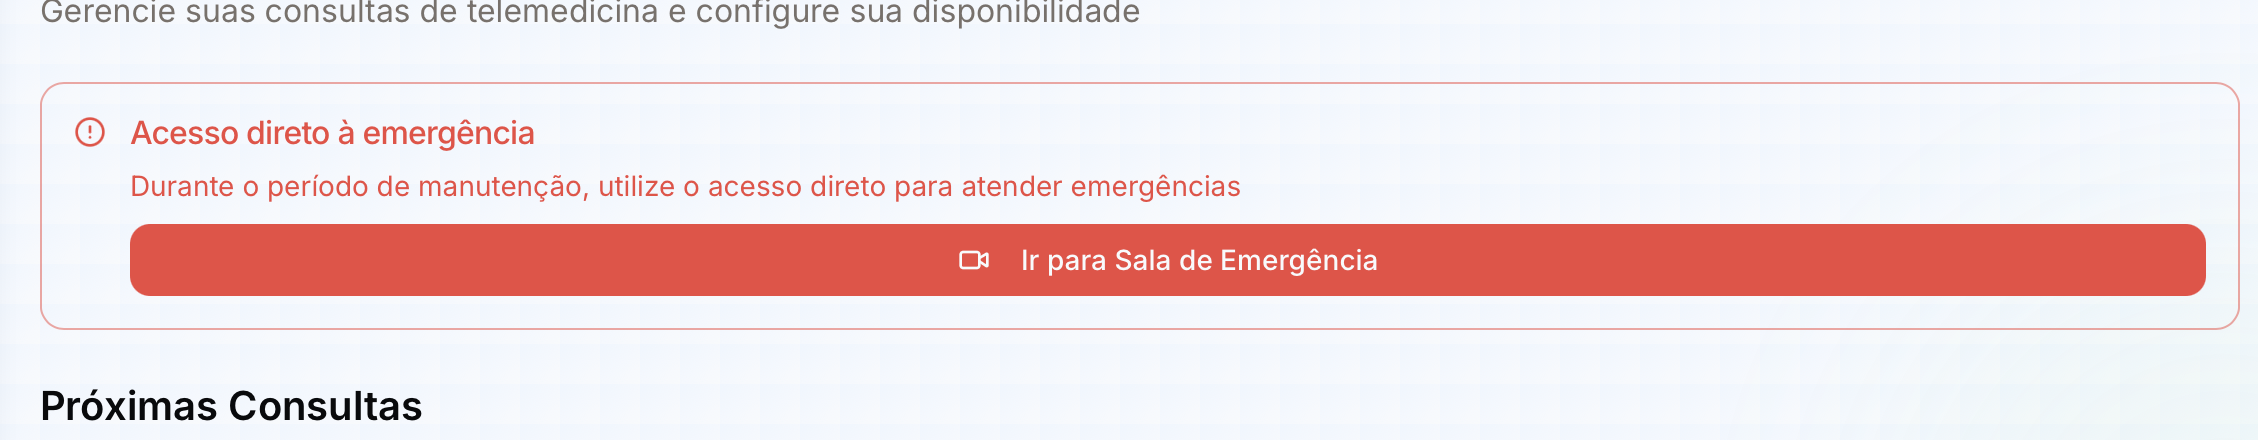 Gerencie suas consultas de telemedicina e configure sua disponibilidade
Acesso direto à emergência
Durante o período de manutenção, utilize o acesso direto para atender emergências
Ir para Sala de Emergência
Próximas Consultas